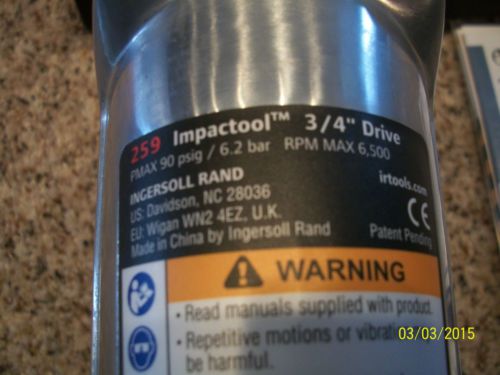 259 Impactool™ 3/4" Drive
PMAX 90 psig / 6.2 bar RPM MAX 6,500
INGERSOLL RAND
US: Davidson, NC 28036
EU: Wigan WN2 4EZ, U.K.
Made in China by Ingersoll Rand
irtools.com
CE
Patent Pending
WARNING
• Read manuals supplied with product.
• Repetitive motions or vibration
be harmful.
03/03/2015